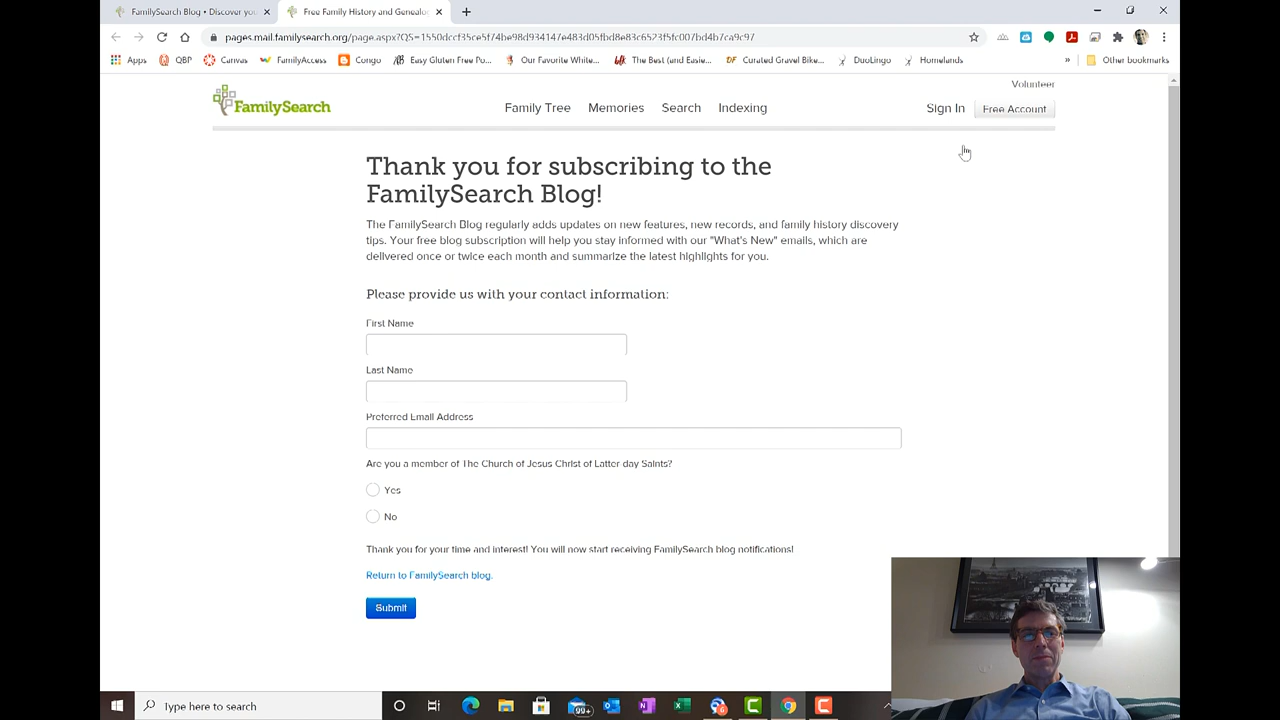 FamilySearch Blog • Discover you
Free Family History and Genealog
pages.mail.familysearch.org/page.aspx?QS=1550dccf35ce5f74be98d934147e483d05fbd8e83c6523f5fc007bd4b7ca9c97
Apps QBP Canvas FamilyAccess Congo Easy Gluten Free Po... Our Favorite White... The Best (and Easie... Curated Gravel Bike... DuoLingo Homelands » Other bookmarks
Volunteer
FamilySearch Family Tree Memories Search Indexing Sign In Free Account
Thank you for subscribing to the
FamilySearch Blog!
The FamilySearch Blog regularly adds updates on new features, new records, and family history discovery
tips. Your free blog subscription will help you stay informed with our "What's New" emails, which are
delivered once or twice each month and summarize the latest highlights for you.
Please provide us with your contact information:
First Name
Last Name
Preferred Email Address
Are you a member of The Church of Jesus Christ of Latter day Saints?
Yes
No
Thank you for your time and interest! You will now start receiving FamilySearch blog notifications!
Return to FamilySearch blog.
Submit
Type here to search
99+